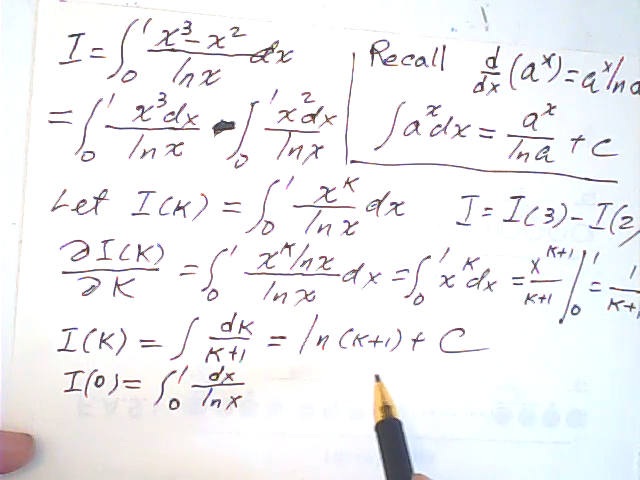 I = ∫₀¹ (x³ - x²)/(ln x) dx
Recall d/dx (aˣ) = aˣ ln a
= ∫₀¹ x³dx/ln x - ∫₀¹ x²dx/ln x
∫ aˣdx = aˣ/ln a + C
Let I(K) = ∫₀¹ xᴷ/ln x dx I = I(3) - I(2)
∂I(K)/∂K = ∫₀¹ xᴷ ln x/ln x dx = ∫₀¹ xᴷdx = xᴷ⁺¹/K+1 |₀¹ = 1/K+1
I(K) = ∫ dK/K+1 = ln(K+1) + C
I(0) = ∫₀¹ dx/ln x